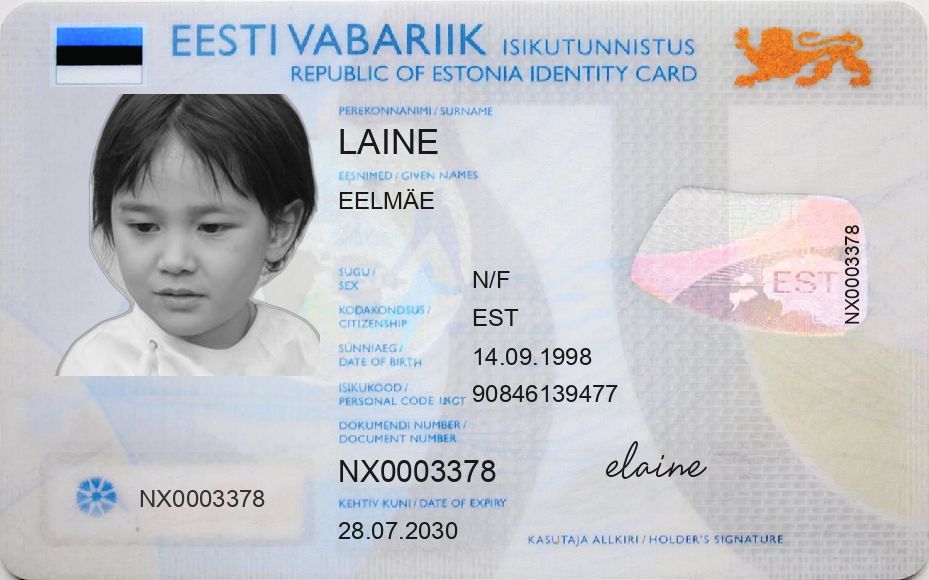 EESTI VABARIIK ISIKUTUNNISTUS
REPUBLIC OF ESTONIA IDENTITY CARD
PEREKONNANIMI / SURNAME
LAINE
EESNIMED / GIVEN NAMES
EELMÄE
SUGU /
SEX
N/F
KODAKONDSUS /
CITIZENSHIP
EST
SÜNNIAEG /
DATE OF BIRTH
14.09.1998
ISIKUKOOD /
PERSONAL CODE
90846139477
DOKUMENDI NUMBER /
DOCUMENT NUMBER
NX0003378
KEHTIV KUNI / DATE OF EXPIRY
28.07.2030
NX0003378
EST
NX0003378
elaine
KASUTAJA ALLKIRI / HOLDER'S SIGNATURE